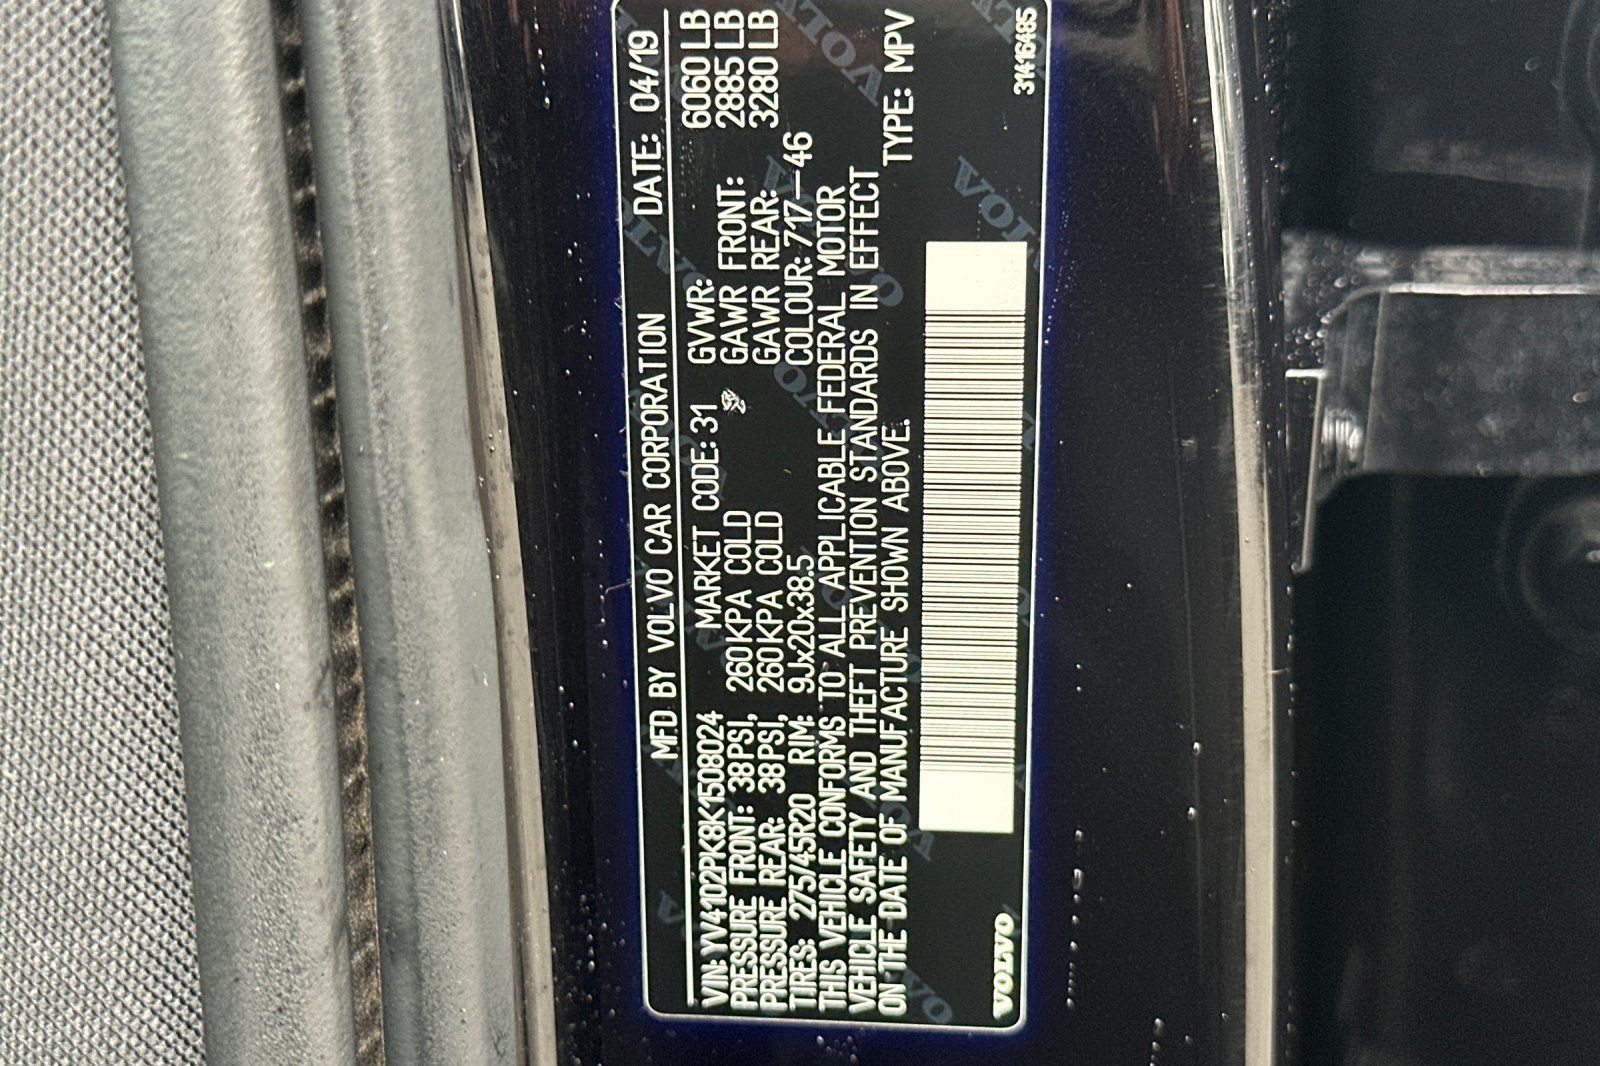 MFD BY VOLVO CAR CORPORATION DATE: 04/19
VIN: YV4102PK8K1508024 MARKET CODE: 31 GVWR: 6060 LB
PRESSURE FRONT: 38PSI, 260KPA COLD GAWR FRONT: 2885 LB
PRESSURE REAR: 38PSI, 260KPA COLD GAWR REAR: 3280 LB
TIRES: 275/45R20 RIM: 9Jx20x38.5 COLOUR: 717-46
THIS VEHICLE CONFORMS TO ALL APPLICABLE FEDERAL MOTOR
VEHICLE SAFETY AND THEFT PREVENTION STANDARDS IN EFFECT
ON THE DATE OF MANUFACTURE SHOWN ABOVE. TYPE: MPV
VOLVO 31416485